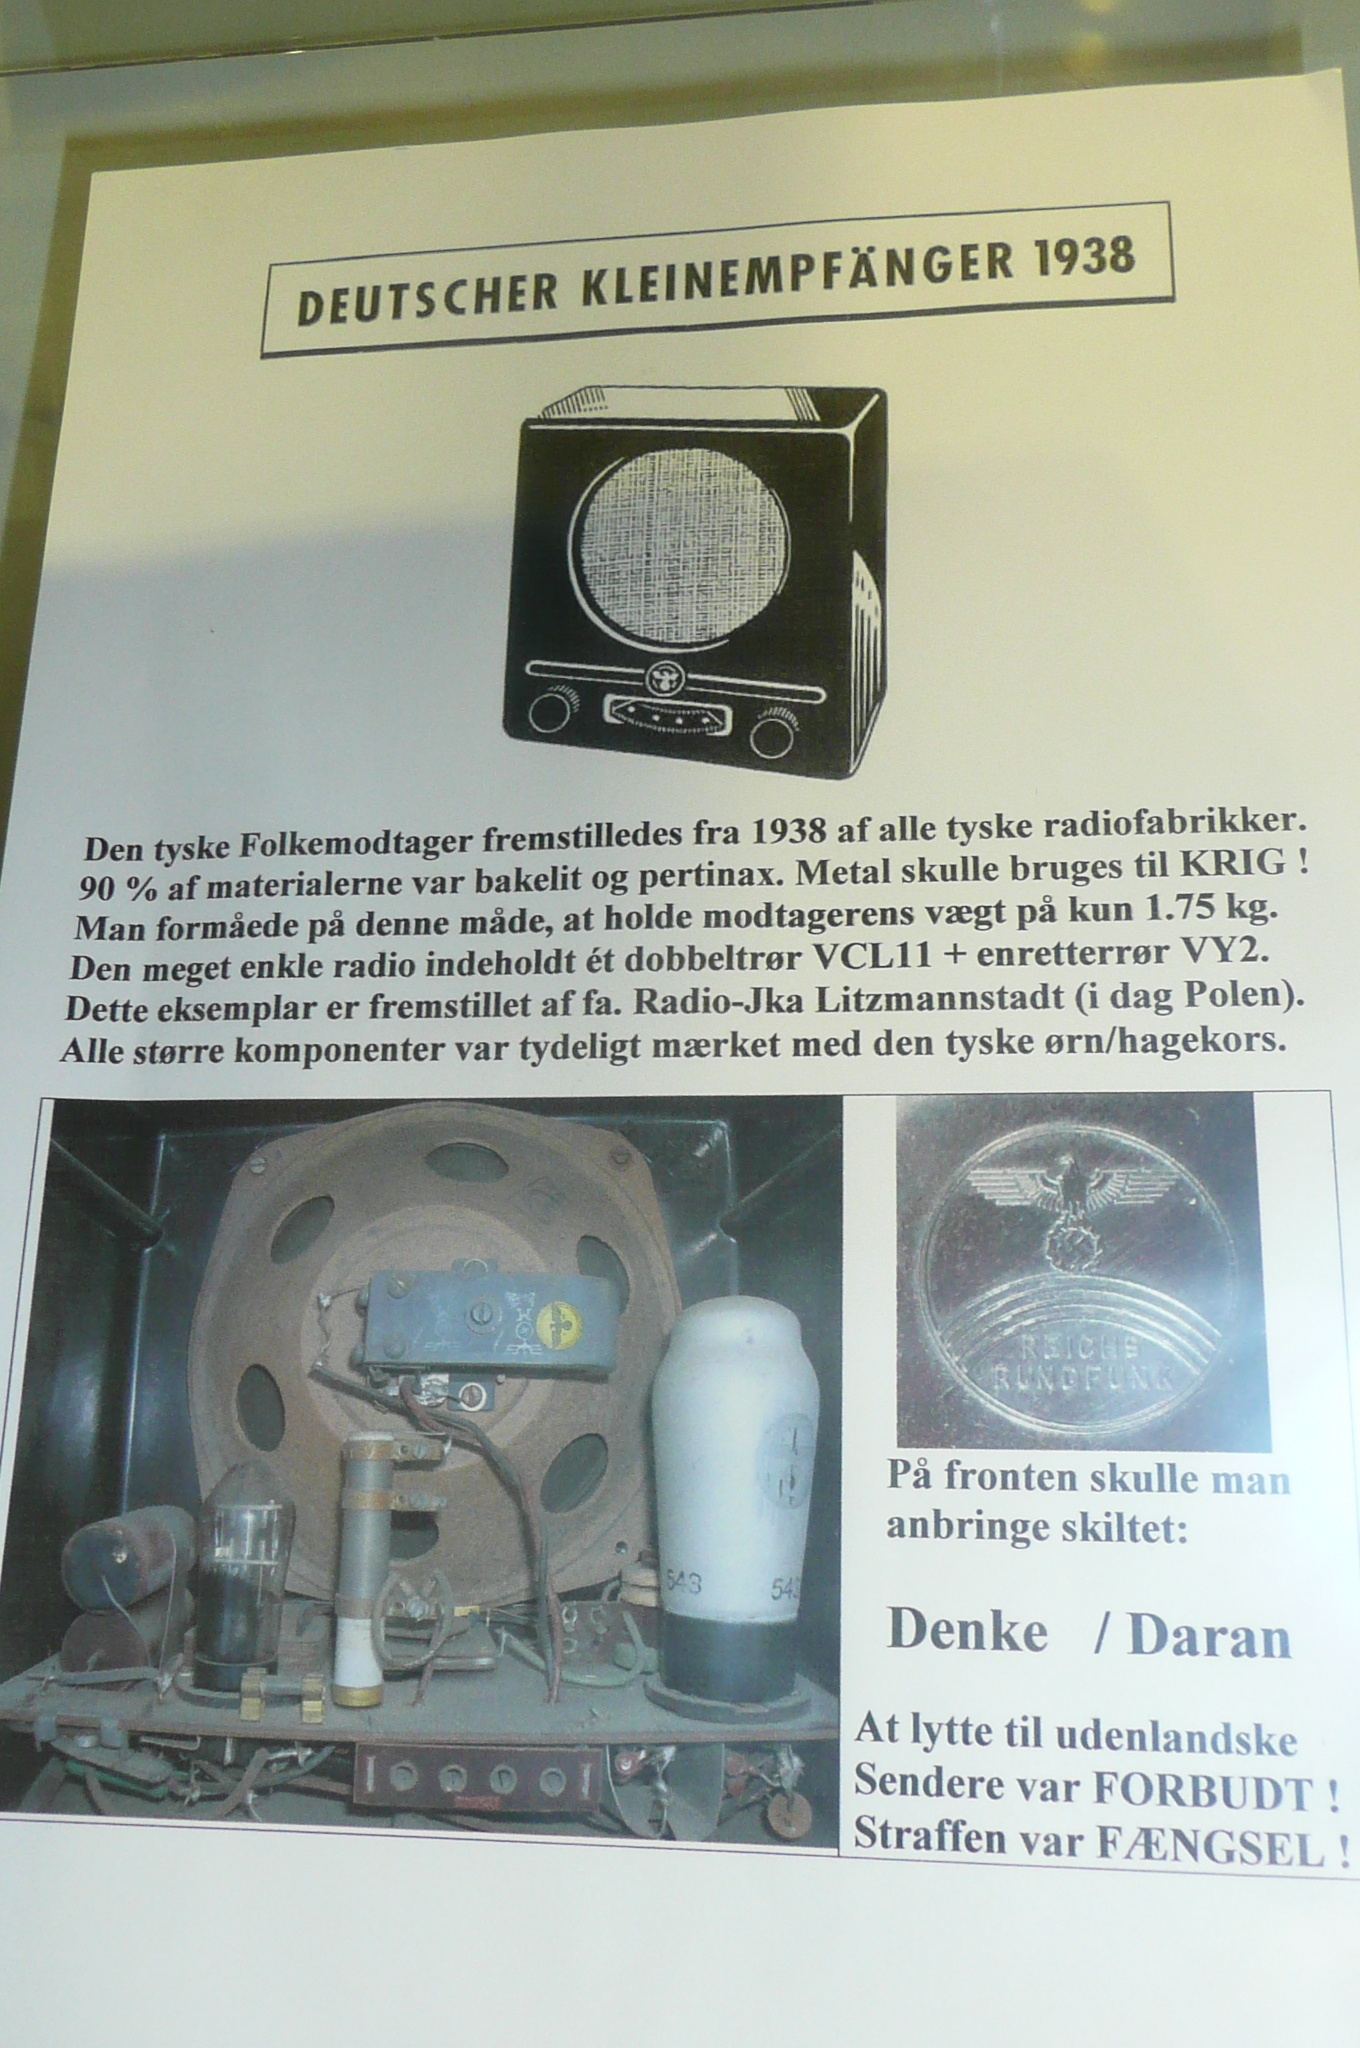 DEUTSCHER KLEINEMPFÄNGER 1938
Den tyske Folkemodtager fremstilledes fra 1938 af alle tyske radiofabrikker.
90 % af materialerne var bakelit og pertinax. Metal skulle bruges til KRIG !
Man formåede på denne måde, at holde modtagerens vægt på kun 1.75 kg.
Den meget enkle radio indeholdt ét dobbeltrør VCL11 + enretterrør VY2.
Dette eksemplar er fremstillet af fa. Radio-Jka Litzmannstadt (i dag Polen).
Alle større komponenter var tydeligt mærket med den tyske ørn/hagekors.
543
543
REICHS
RUNDFUNK
På fronten skulle man
anbringe skiltet:
Denke / Daran
At lytte til udenlandske
Sendere var FORBUDT !
Straffen var FÆNGSEL !